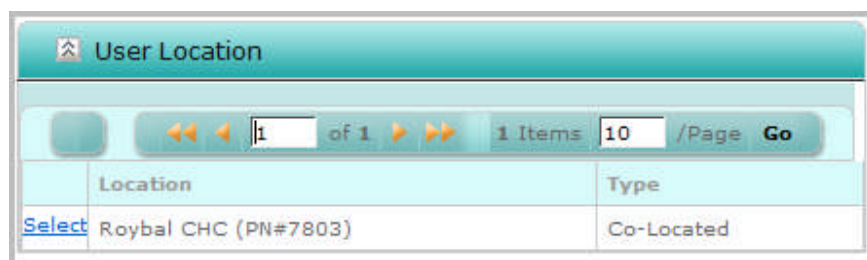 User Location
1 of 1 1 Items 10 /Page Go
Location Type
Select Roybal CHC (PN#7803) Co-Located